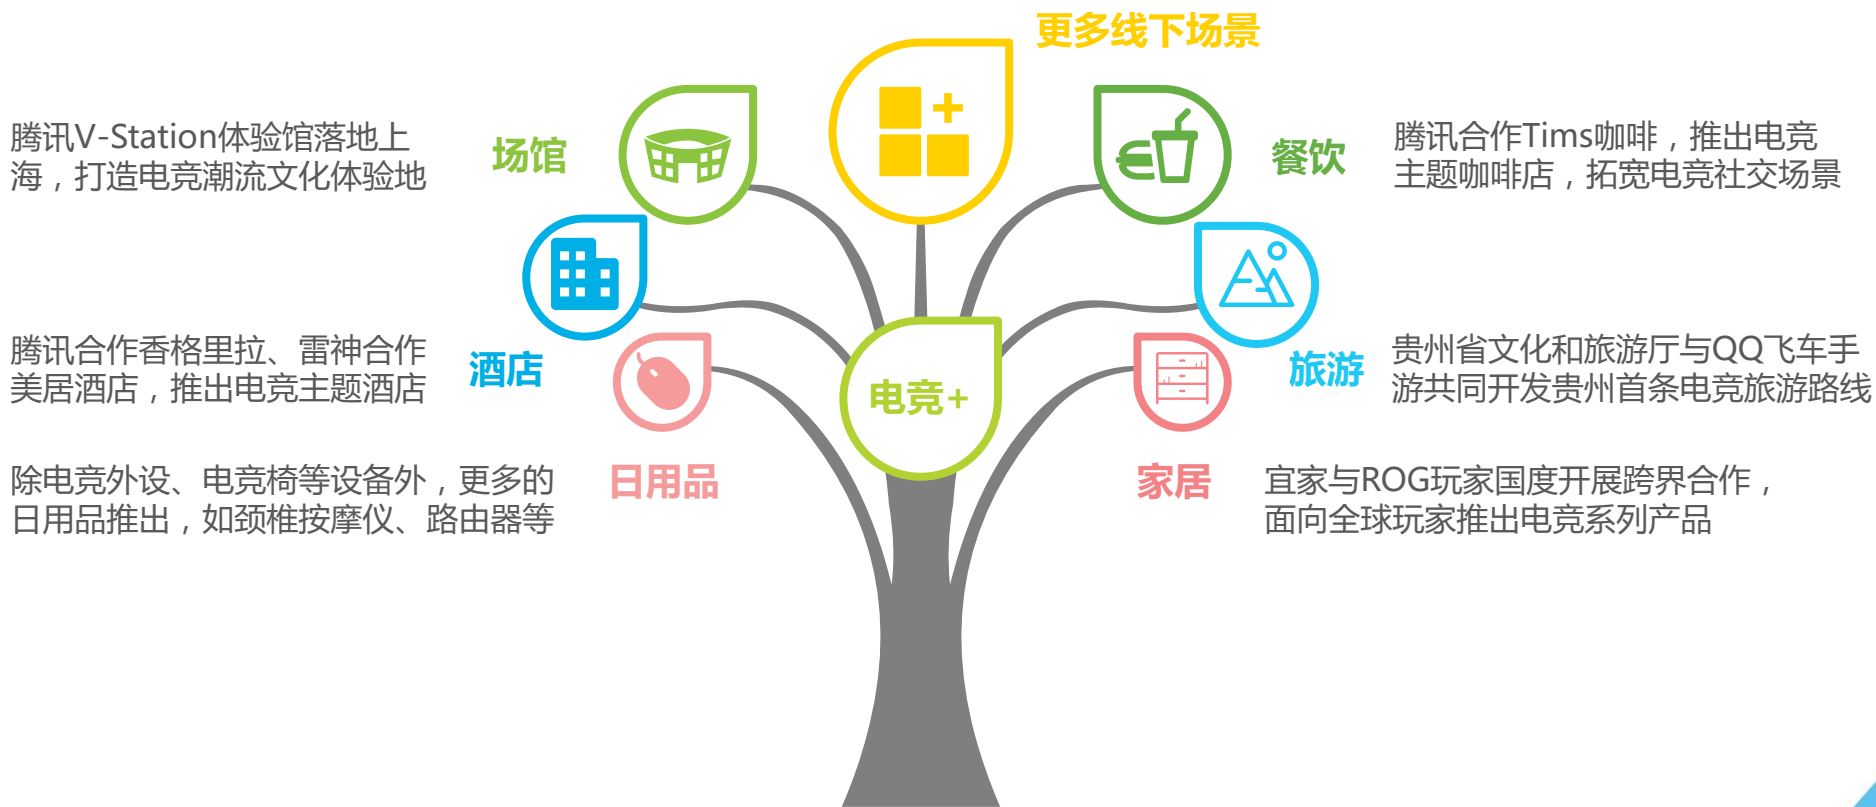 更多线下场景
腾讯V-Station体验馆落地上
海，打造电竞潮流文化体验地
场馆
餐饮
腾讯合作Tims咖啡，推出电竞
主题咖啡店，拓宽电竞社交场景
腾讯合作香格里拉、雷神合作
美居酒店，推出电竞主题酒店
酒店
电竞+
旅游
贵州省文化和旅游厅与QQ飞车手
游共同开发贵州首条电竞旅游路线
除电竞外设、电竞椅等设备外，更多的
日用品推出，如颈椎按摩仪、路由器等
日用品
家居
宜家与ROG玩家国度开展跨界合作，
面向全球玩家推出电竞系列产品